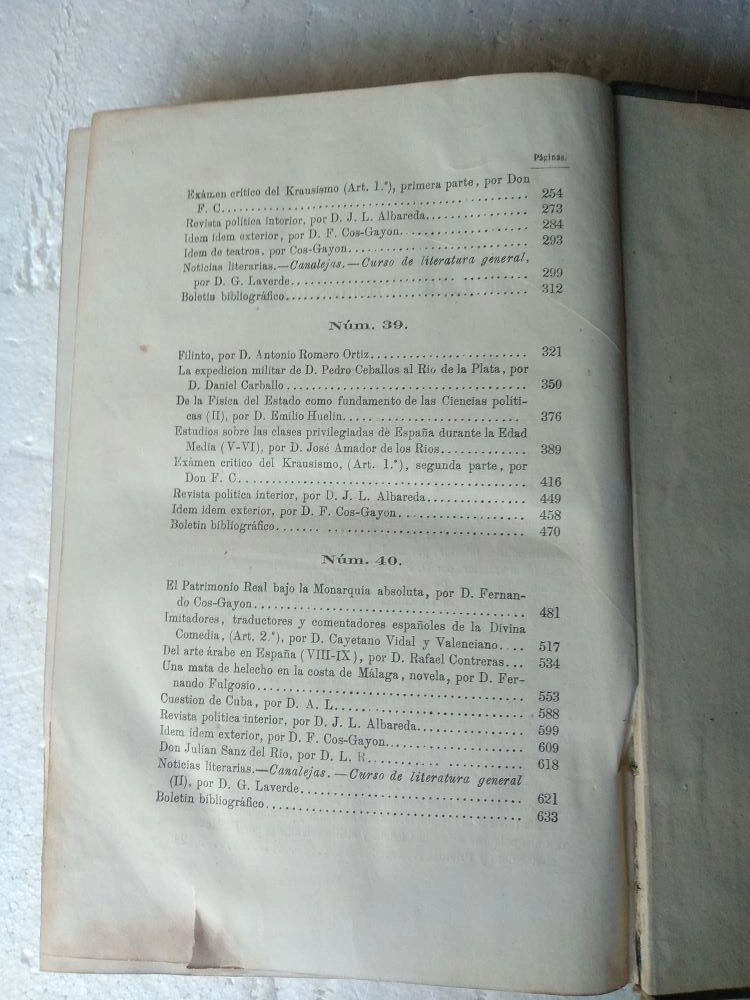 Páginas.
Exámen critico del Krausismo (Art. 1.°), primera parte, por Don
F. C. 254
Revista politica interior, por D. J. L. Albareda. 273
Idem idem exterior, por D. F. Cos-Gayon. 284
Idem de teatros, por Cos-Gayon. 293
Noticias literarias.—Canalejas.—Curso de literatura general,
por D. G. Laverde. 299
Boletin bibliográfico. 312
Núm. 39.
Filinto, por D. Antonio Romero Ortiz. 321
La expedicion militar de D. Pedro Ceballos al Rio de la Plata, por
D. Daniel Carballo 350
De la Fisica del Estado como fundamento de las Ciencias politi-
cas (II), por D. Emilio Huelin. 376
Estudios sobre las clases privilegiadas de España durante la Edad
Media (V-VI), por D. José Amador de los Rios. 389
Exámen critico del Krausismo, (Art. 1.°), segunda parte, por
Don F. C. 416
Revista politica interior, por D. J. L. Albareda. 449
Idem idem exterior, por D. F. Cos-Gayon. 458
Boletin bibliográfico. 470
Núm. 40.
El Patrimonio Real bajo la Monarquia absoluta, por D. Fernan-
do Cos-Gayon. 481
Imitadores, traductores y comentadores españoles de la Divina
Comedia, (Art. 2.°), por D. Cayetano Vidal y Valenciano. 517
Del arte árabe en España (VIII-IX), por D. Rafael Contreras. 534
Una mata de helecho en la costa de Málaga, novela, por D. Fer-
nando Fulgosio. 553
Cuestion de Cuba, por D. A. L. 588
Revista politica interior, por D. J. L. Albareda. 599
Idem idem exterior, por D. F. Cos-Gayon. 609
Don Julian Sanz del Rio, por D. L. R. 618
Noticias literarias.—Canalejas.—Curso de literatura general
(II), por D. G. Laverde. 621
Boletin bibliográfico. 633